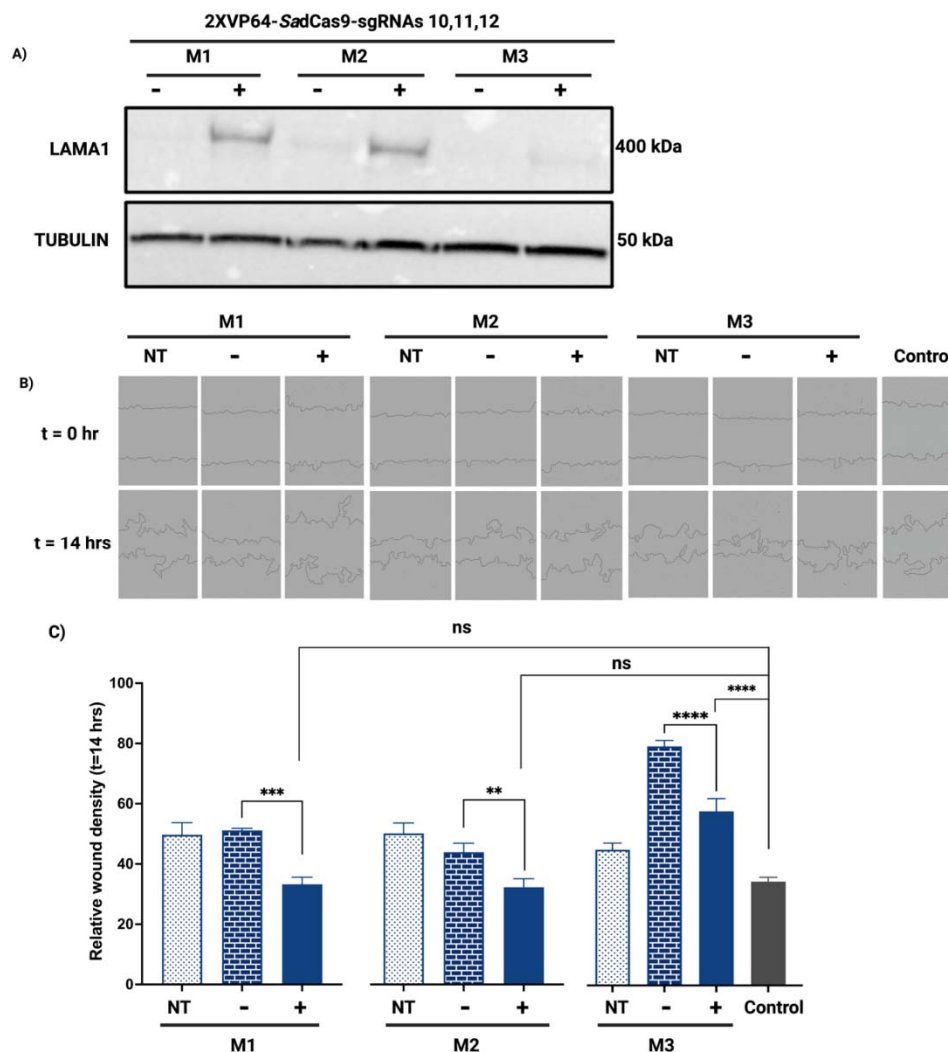 2XVP64-SadCas9-sgRNAs 10,11,12
A)
M1 M2 M3
- + - + - +
LAMA1 400 kDa
TUBULIN 50 kDa
M1 M2 M3
NT - + NT - + NT - + Control
B)
t = 0 hr
t = 14 hrs
C)
ns
ns
****
*** ** ****
Relative wound density (t=14 hrs)
100
80
60
40
20
0
NT - + NT - + NT - + Control
M1 M2 M3